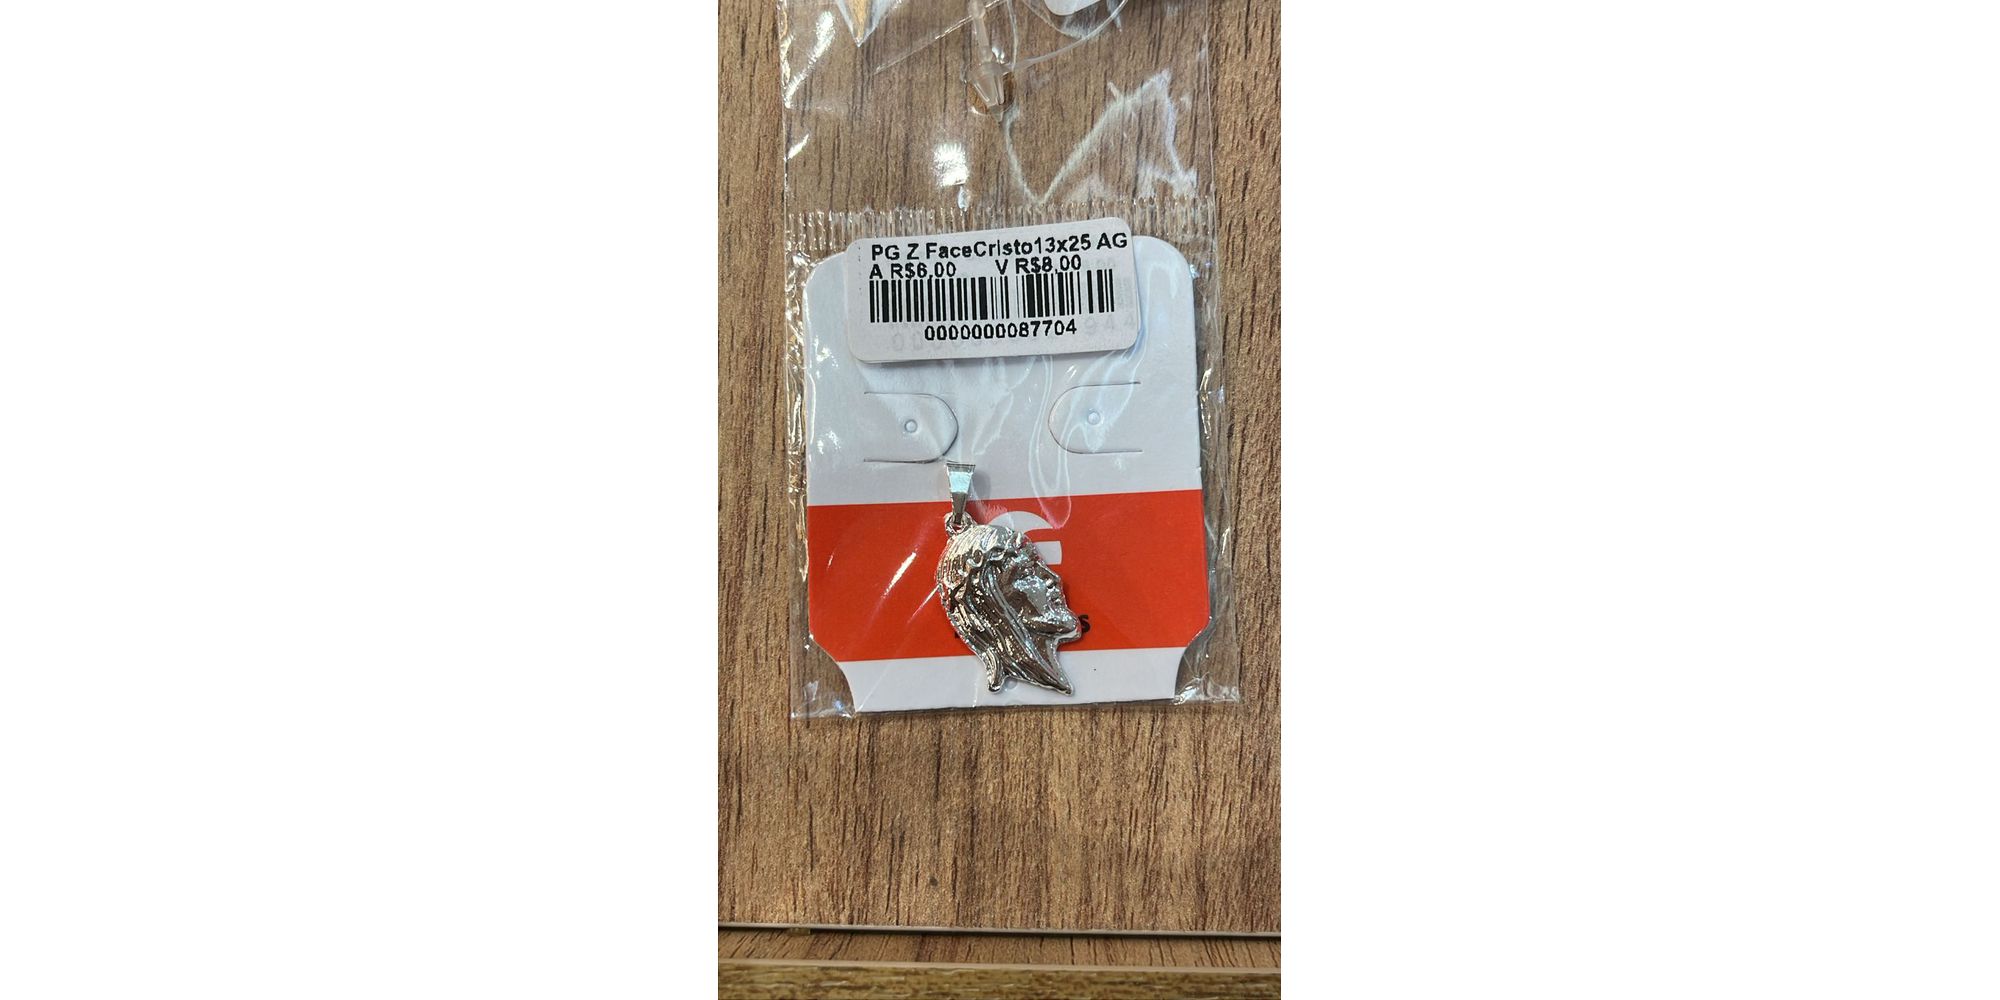 PG Z FaceCristo13x25 AG
A R$6,00 V R$8,00
0000000087704